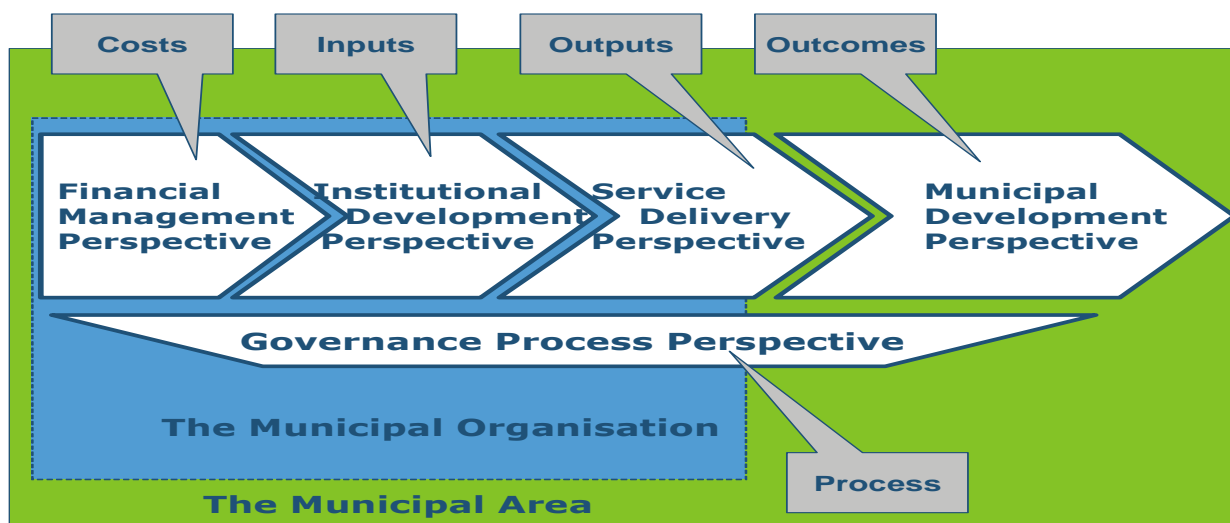 Costs
Inputs
Outputs
Outcomes
Financial
Management
Perspective
Institutional
Development
Perspective
Service
Delivery
Perspective
Municipal
Development
Perspective
Governance Process Perspective
The Municipal Organisation
Process
The Municipal Area